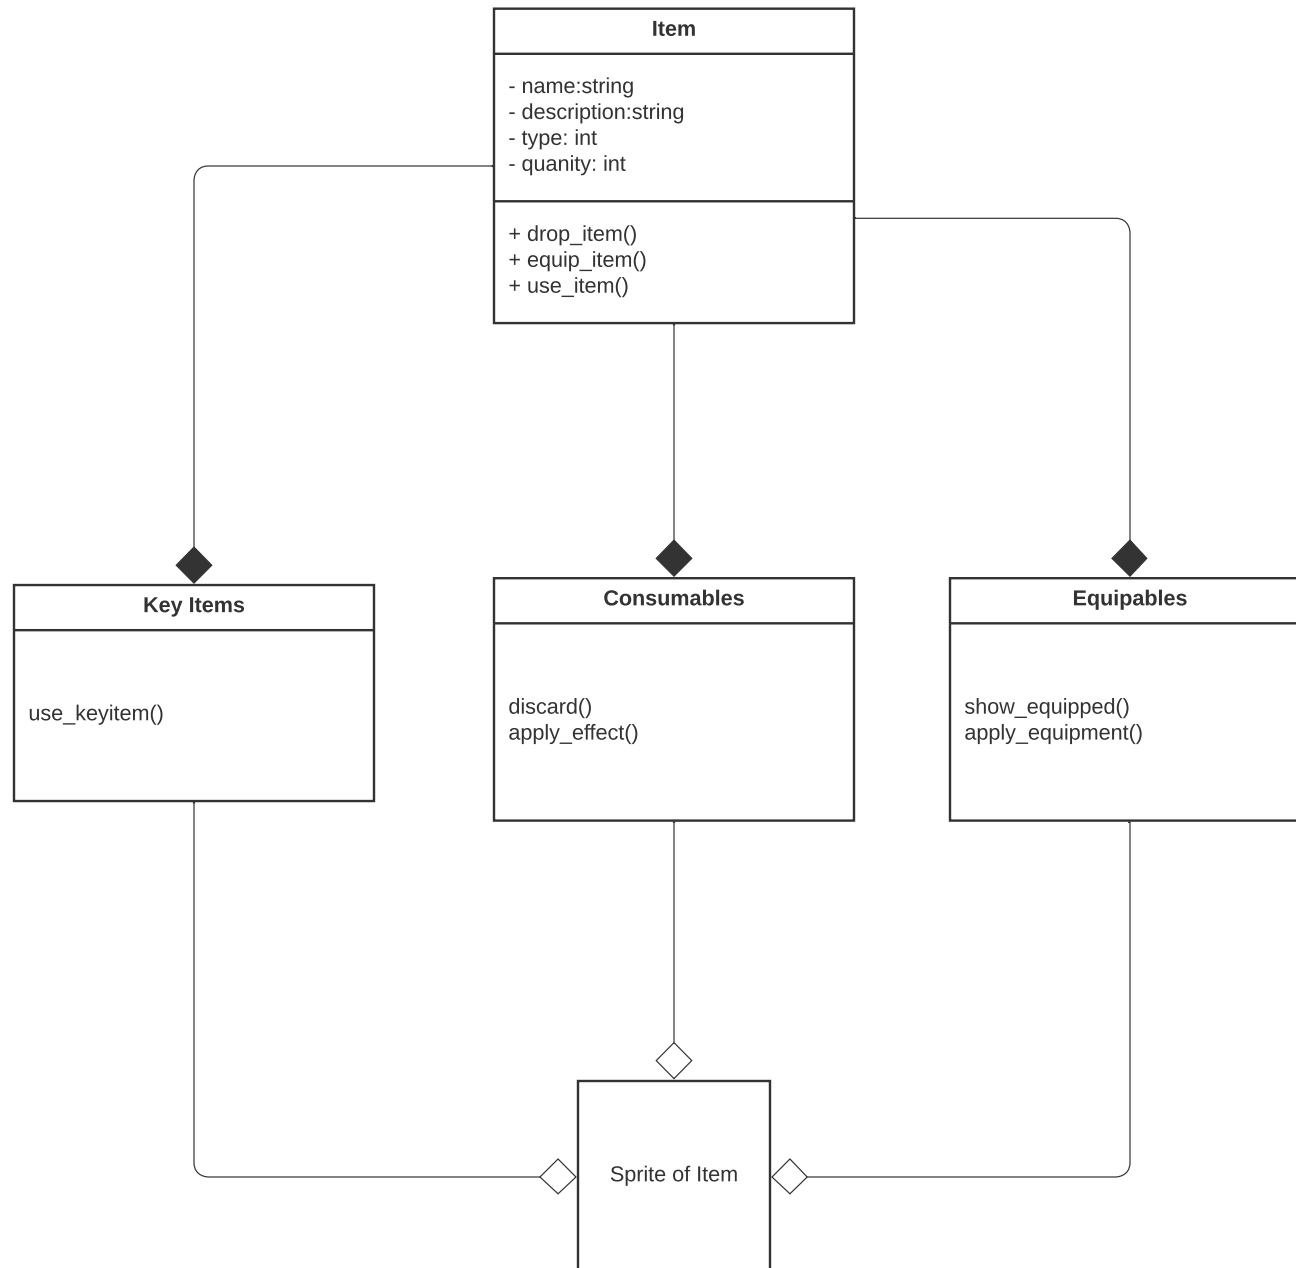 Item
- name:string
- description:string
- type: int
- quanity: int
+ drop_item()
+ equip_item()
+ use_item()
Key Items
use_keyitem()
Consumables
discard()
apply_effect()
Equipables
show_equipped()
apply_equipment()
Sprite of Item